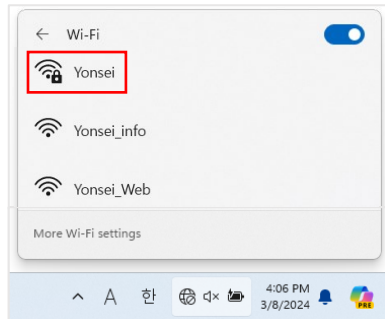 Wi-Fi
Yonsei
Yonsei_info
Yonsei_Web
More Wi-Fi settings
A 한 4:06 PM
3/8/2024
PRE